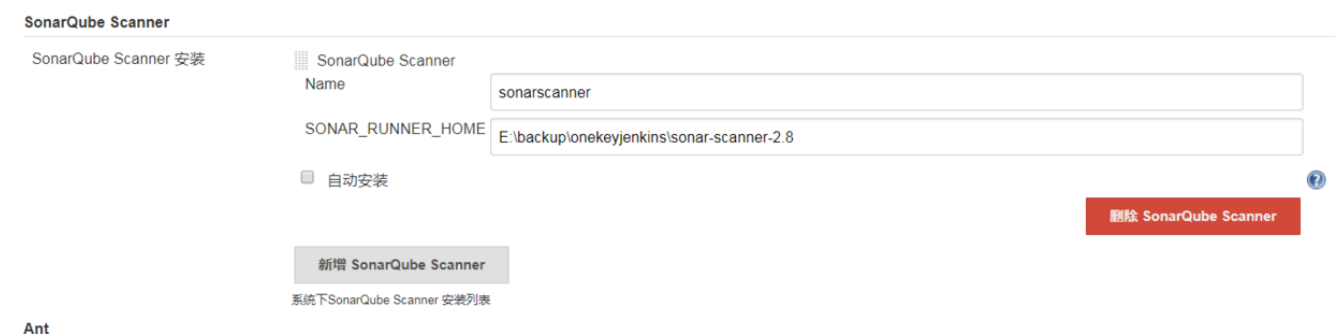 SonarQube Scanner
SonarQube Scanner 安装
SonarQube Scanner
Name
sonarscanner
SONAR_RUNNER_HOME
E:\backup\onekeyjenkins\sonar-scanner-2.8
自动安装
删除 SonarQube Scanner
新增 SonarQube Scanner
系统下SonarQube Scanner 安装列表
Ant